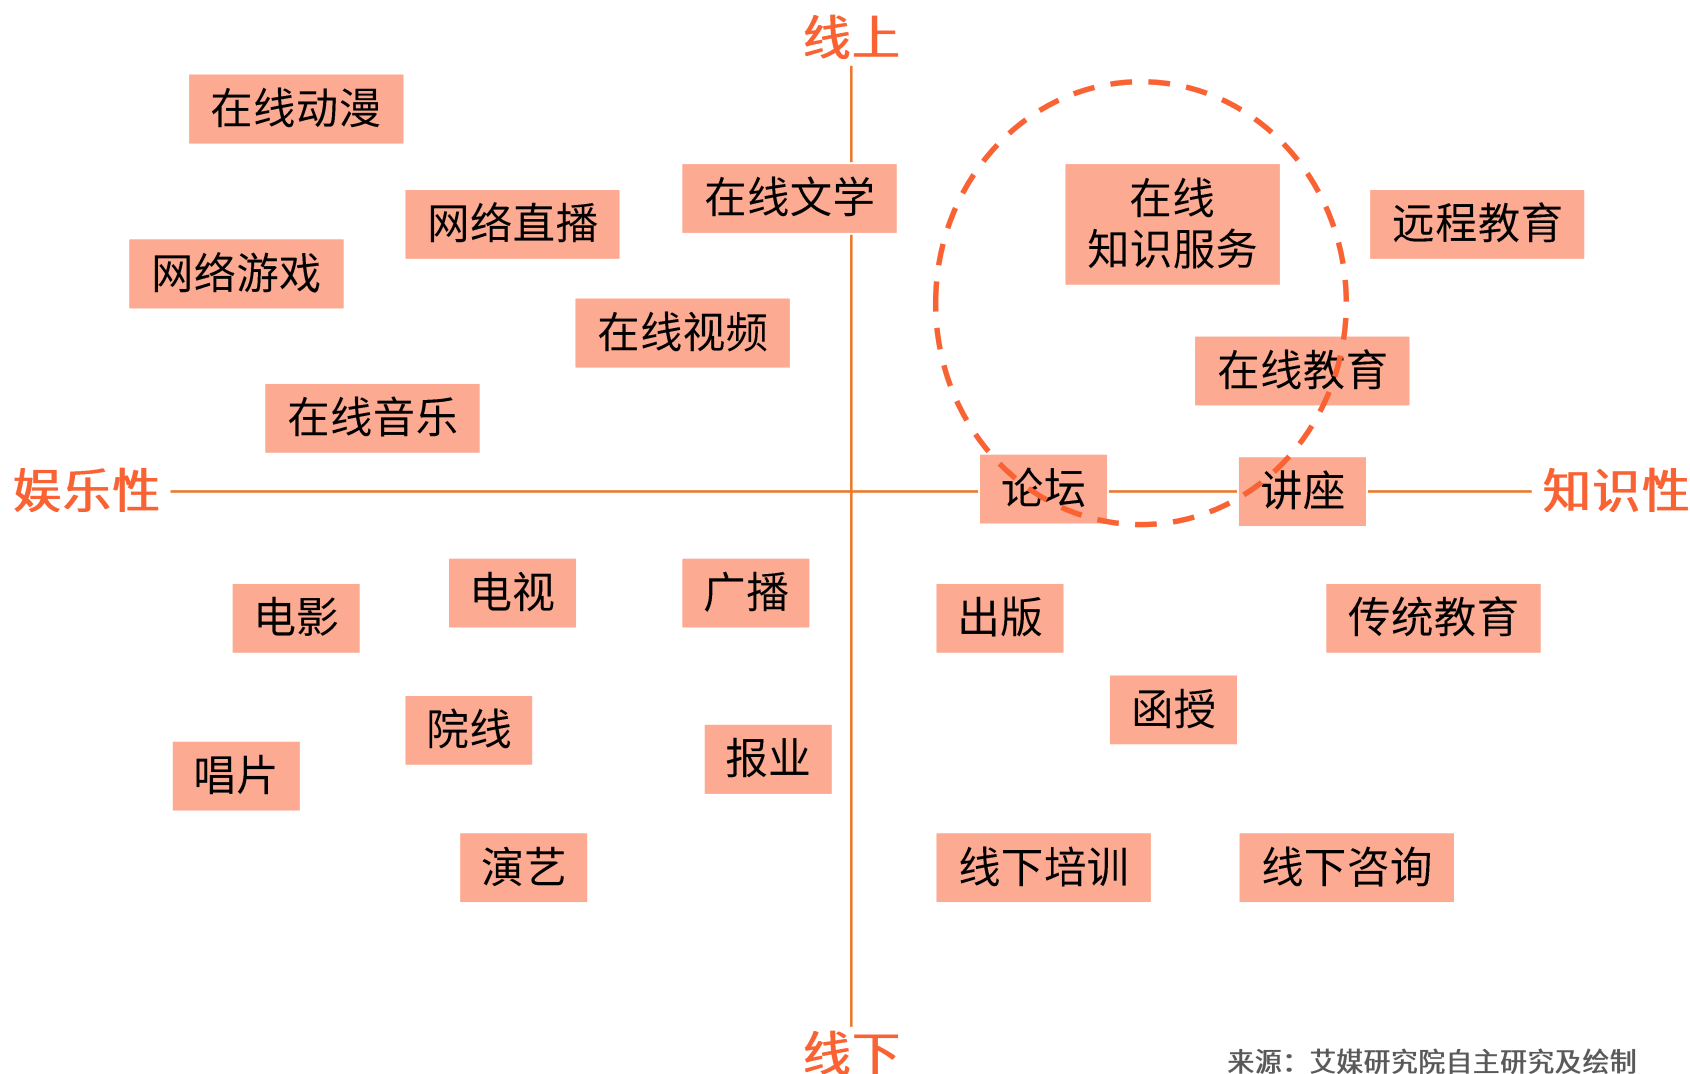 线上
在线动漫
在线文学
在线
知识服务
网络直播
远程教育
网络游戏
在线视频
在线教育
在线音乐
娱乐性
论坛
讲座
知识性
电影
电视
广播
出版
传统教育
函授
院线
报业
唱片
演艺
线下培训
线下咨询
线下
来源：艾媒研究院自主研究及绘制